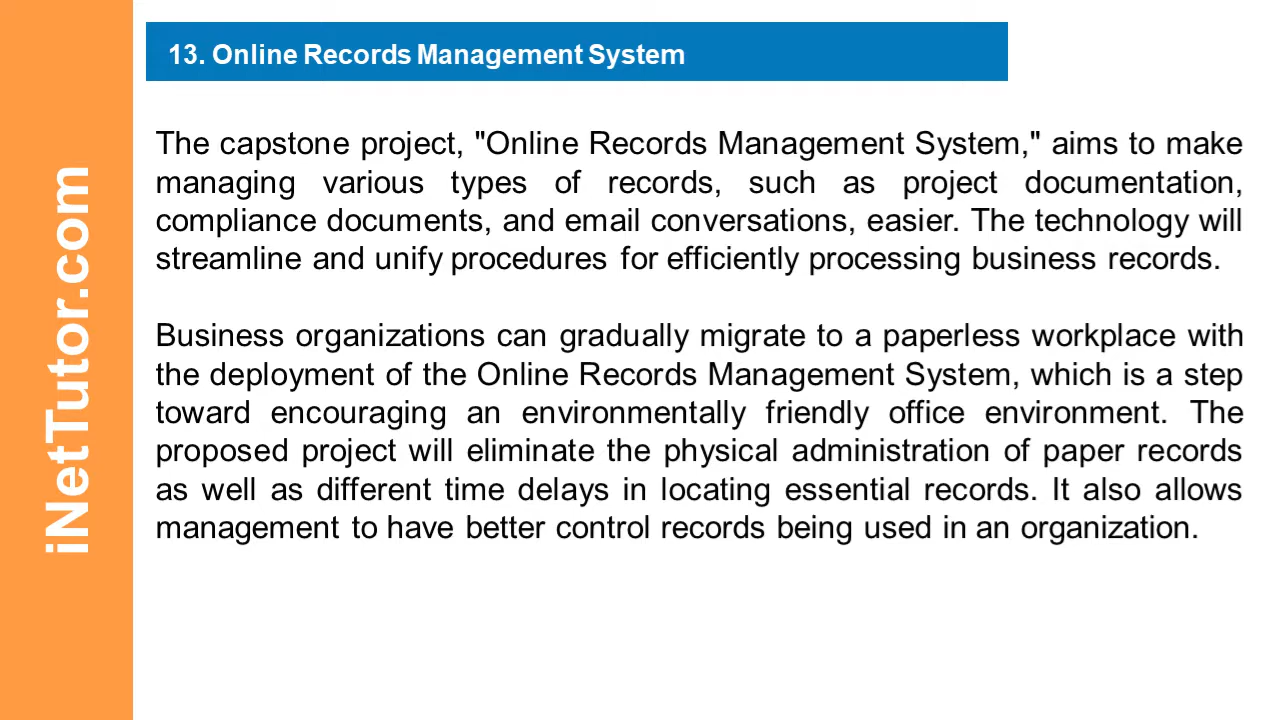 iNetTutor.com
13. Online Records Management System
The capstone project, "Online Records Management System," aims to make
managing various types of records, such as project documentation,
compliance documents, and email conversations, easier. The technology will
streamline and unify procedures for efficiently processing business records.
Business organizations can gradually migrate to a paperless workplace with
the deployment of the Online Records Management System, which is a step
toward encouraging an environmentally friendly office environment. The
proposed project will eliminate the physical administration of paper records
as well as different time delays in locating essential records. It also allows
management to have better control records being used in an organization.